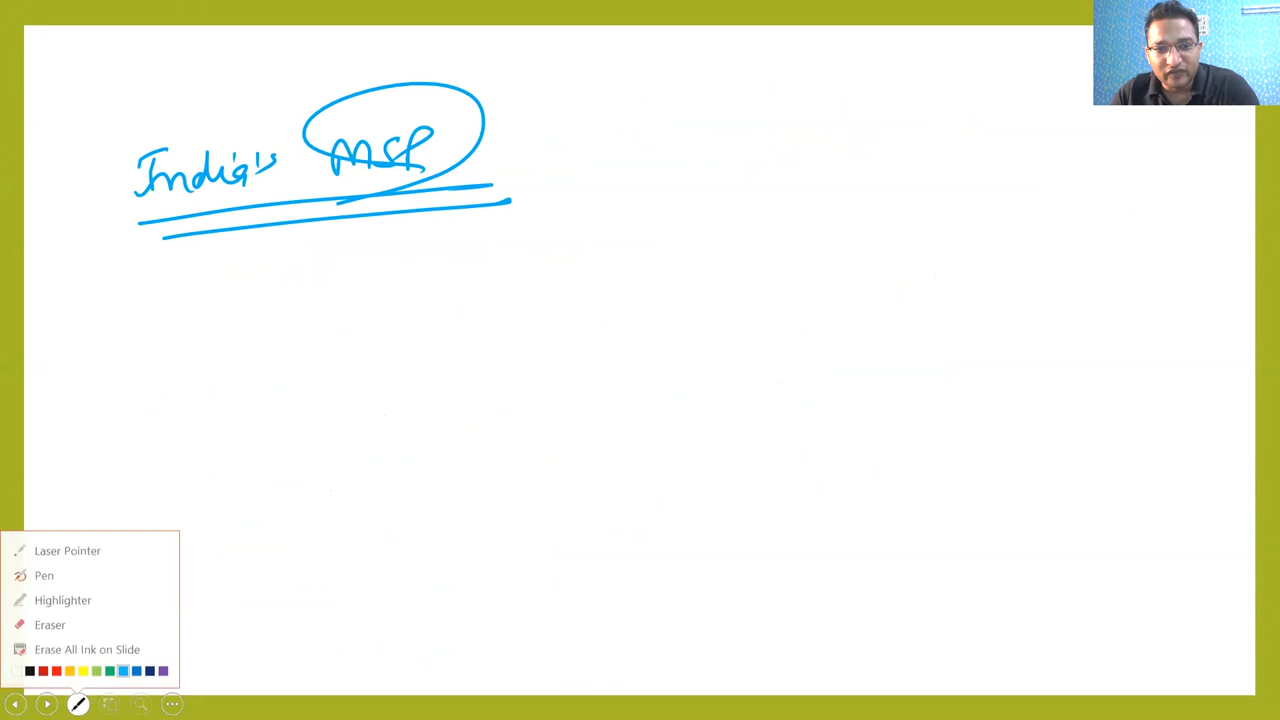 India's MSP
Laser Pointer
Pen
Highlighter
Eraser
Erase All Ink on Slide